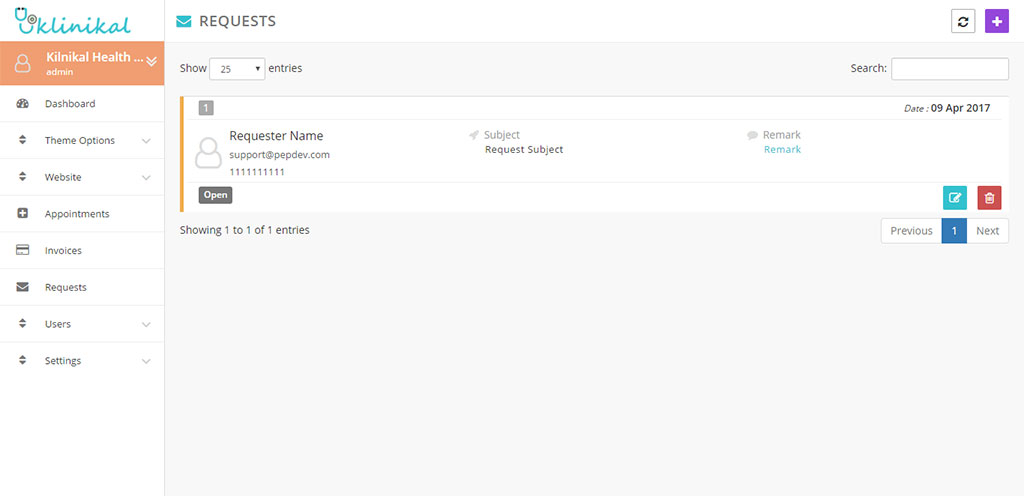 klinikal
REQUESTS
Kilnikal Health ...
admin
Dashboard
Theme Options
Website
Appointments
Invoices
Requests
Users
Settings
Show 25 entries
Search:
1
Date : 09 Apr 2017
Requester Name
support@pepdev.com
1111111111
Subject
Request Subject
Remark
Remark
Open
Showing 1 to 1 of 1 entries
Previous 1 Next